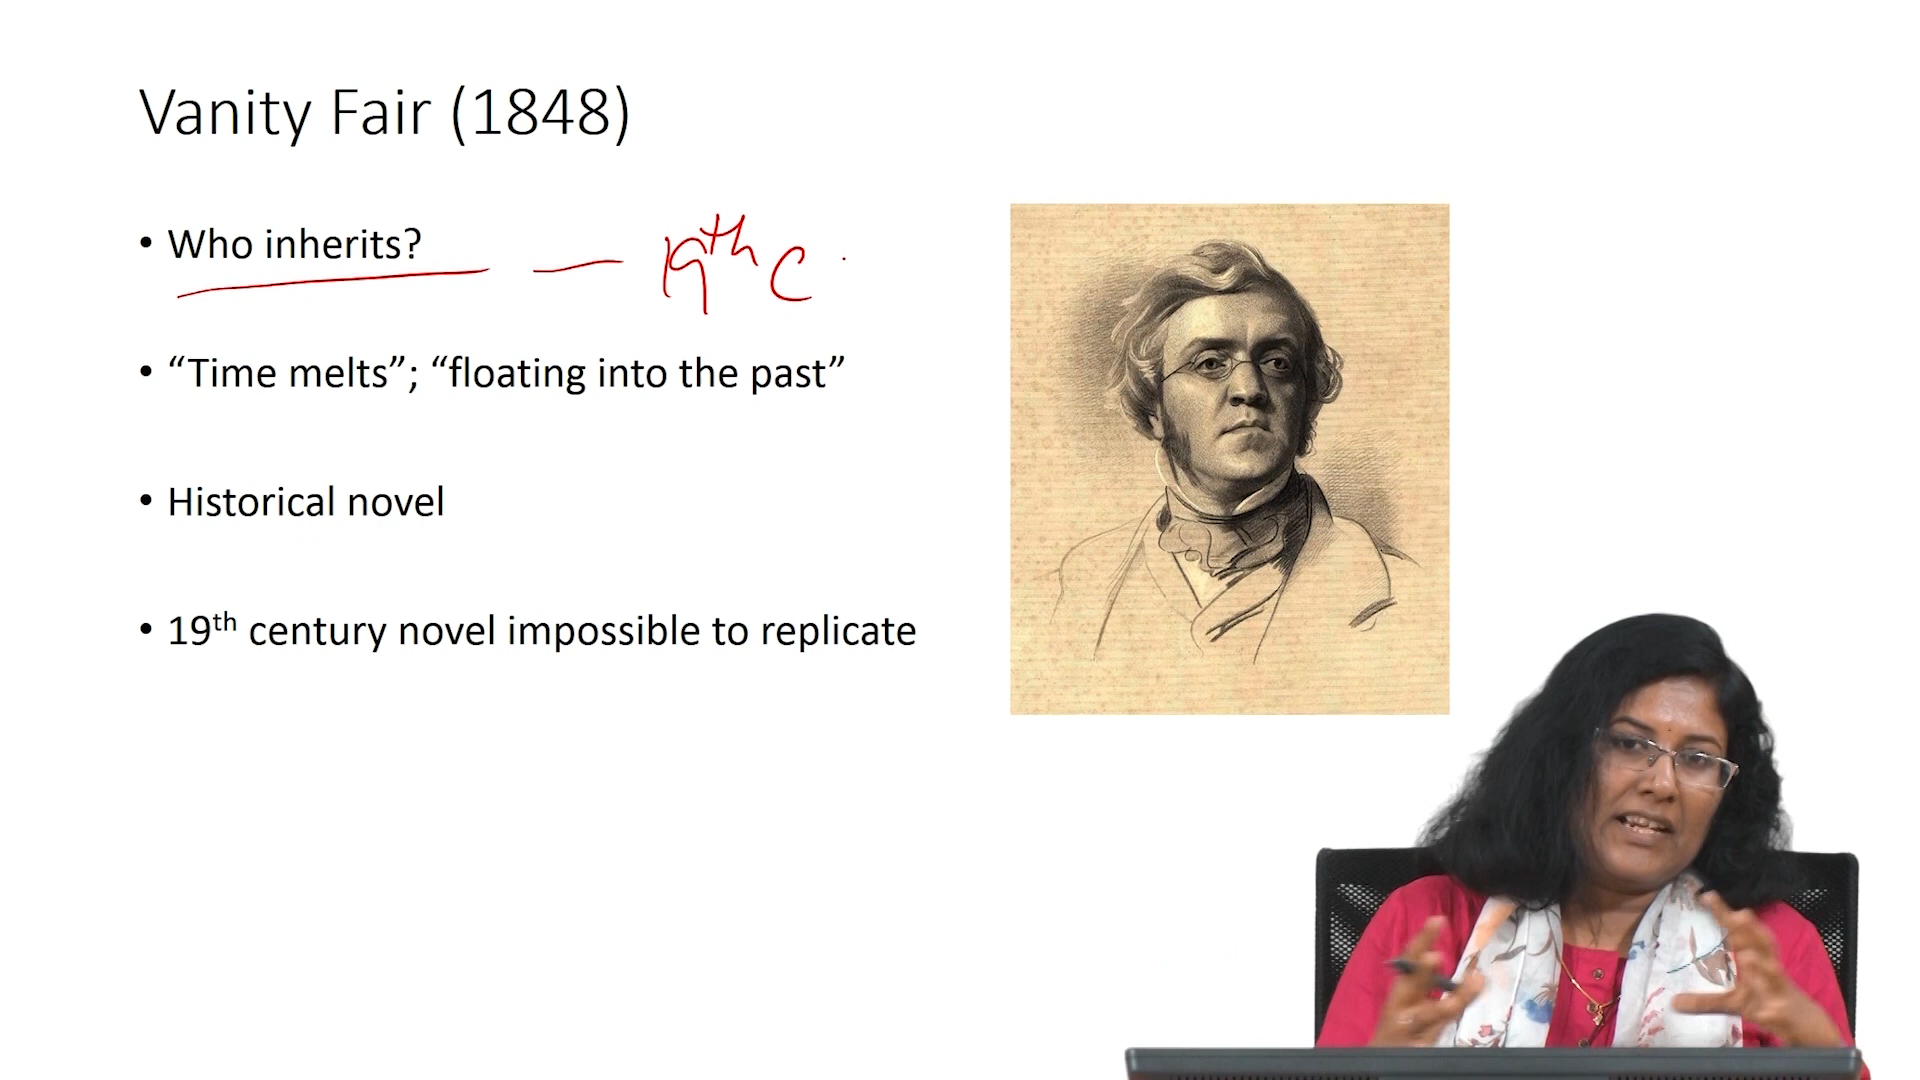 Vanity Fair (1848)
• Who inherits? — 19th C
• “Time melts”; “floating into the past”
• Historical novel
• 19th century novel impossible to replicate